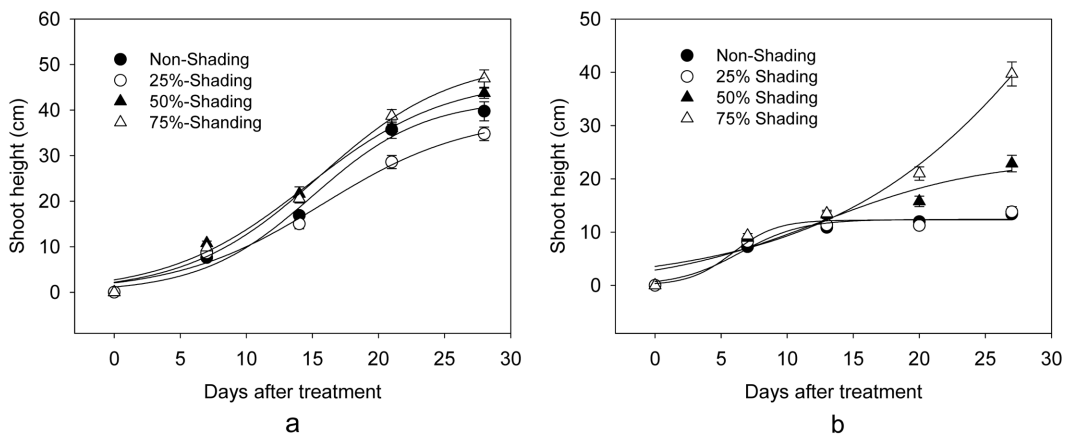 Shoot height (cm)
60
50
40
30
20
10
0
Non-Shading
25%-Shading
50%-Shading
75%-Shanding
0
5
10
15
20
25
30
Days after treatment
a
Shoot height (cm)
50
40
30
20
10
0
Non-Shading
25% Shading
50% Shading
75% Shading
0
5
10
15
20
25
30
Days after treatment
b